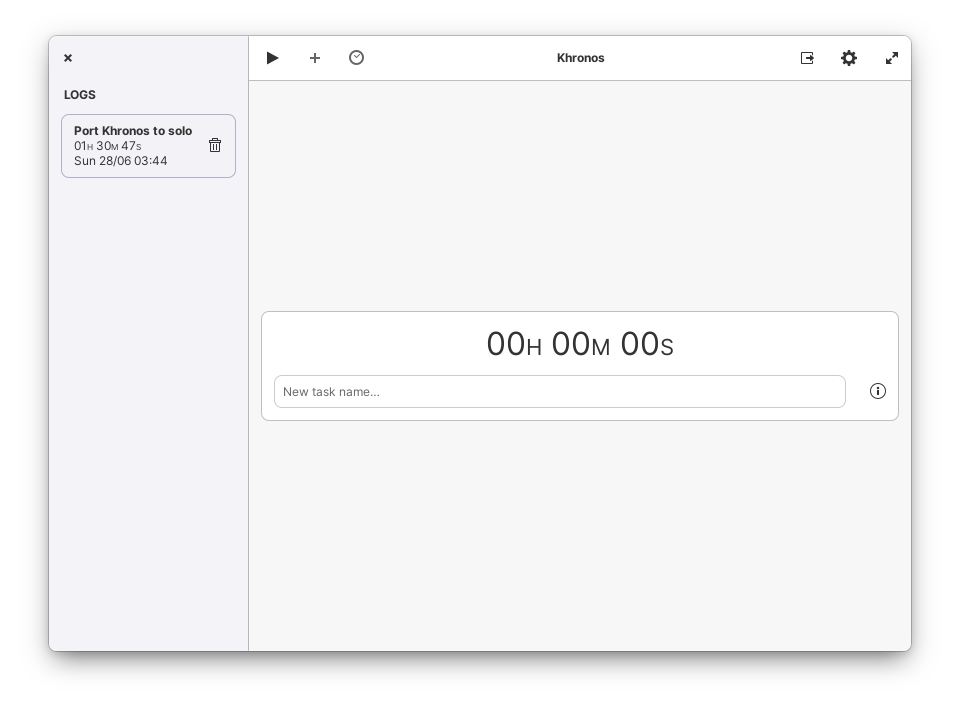 Khronos
LOGS
Port Khronos to solo
01H 30M 47S
Sun 28/06 03:44
00H 00M 00S
New task name...